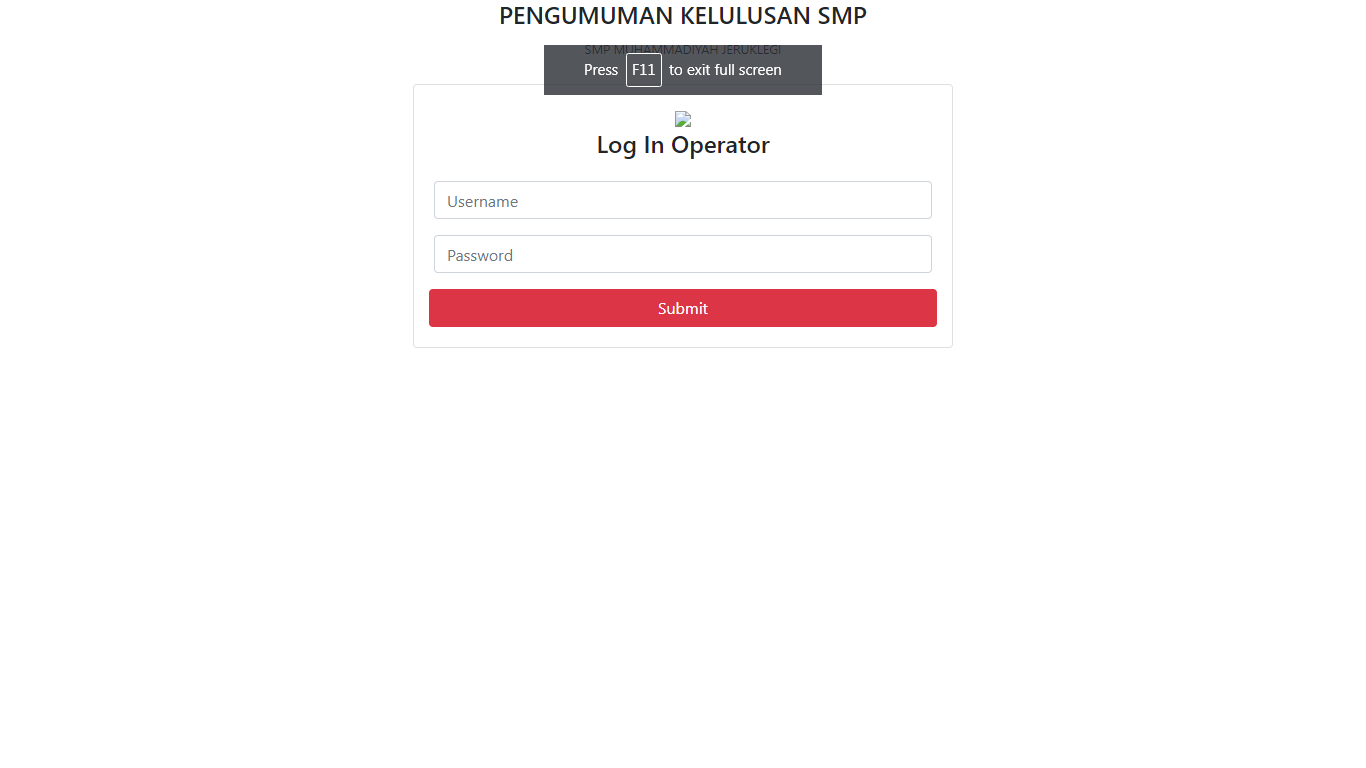 PENGUMUMAN KELULUSAN SMP
SMP MUHAMMADIYAH JERUKLEGI
Press F11 to exit full screen
Log In Operator
Username
Password
Submit